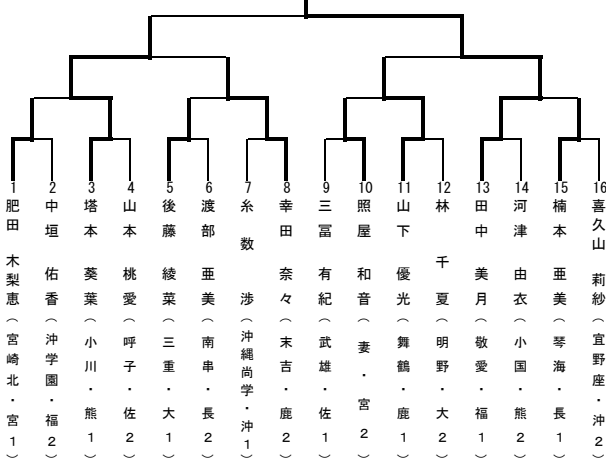 1 肥田 木梨恵（宮崎北・宮1）
2 中垣 佑香（沖学園・福2）
3 塔本 葵葉（小川・熊1）
4 山本 桃愛（呼子・佐2）
5 後藤 綾菜（三重・大1）
6 渡部 亜美（南串・長2）
7 糸数 渉（沖縄尚学・沖1）
8 幸田 奈々（末吉・鹿2）
9 三冨 有紀（武雄・佐1）
10 照屋 和音（妻・宮2）
11 山下 優光（舞鶴・鹿1）
12 林 千夏（明野・大2）
13 田中 美月（敬愛・福1）
14 河津 由衣（小国・熊2）
15 楠本 亜美（琴海・長1）
16 喜久山 莉紗（宜野座・沖2）